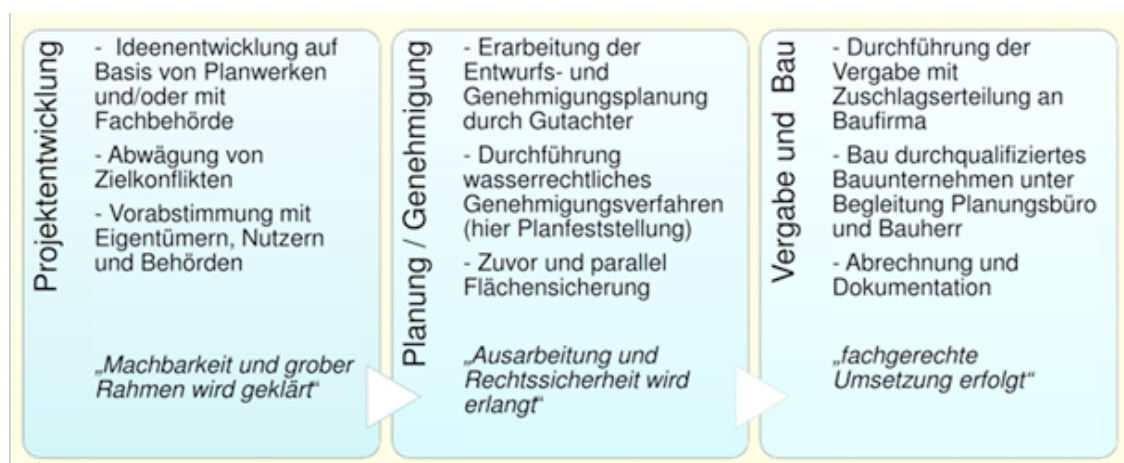 Projektentwicklung
- Ideenentwicklung auf
Basis von Planwerken
und/oder mit
Fachbehörde
- Abwägung von
Zielkonflikten
- Vorabstimmung mit
Eigentümern, Nutzern
und Behörden
„Machbarkeit und grober
Rahmen wird geklärt“
Planung / Genehmigung
- Erarbeitung der
Entwurfs- und
Genehmigungsplanung
durch Gutachter
- Durchführung
wasserrechtliches
Genehmigungsverfahren
(hier Planfeststellung)
- Zuvor und parallel
Flächensicherung
„Ausarbeitung und
Rechtssicherheit wird
erlangt“
Vergabe und Bau
- Durchführung der
Vergabe mit
Zuschlagserteilung an
Baufirma
- Bau durchqualifiziertes
Bauunternehmen unter
Begleitung Planungsbüro
und Bauherr
- Abrechnung und
Dokumentation
„fachgerechte
Umsetzung erfolgt“